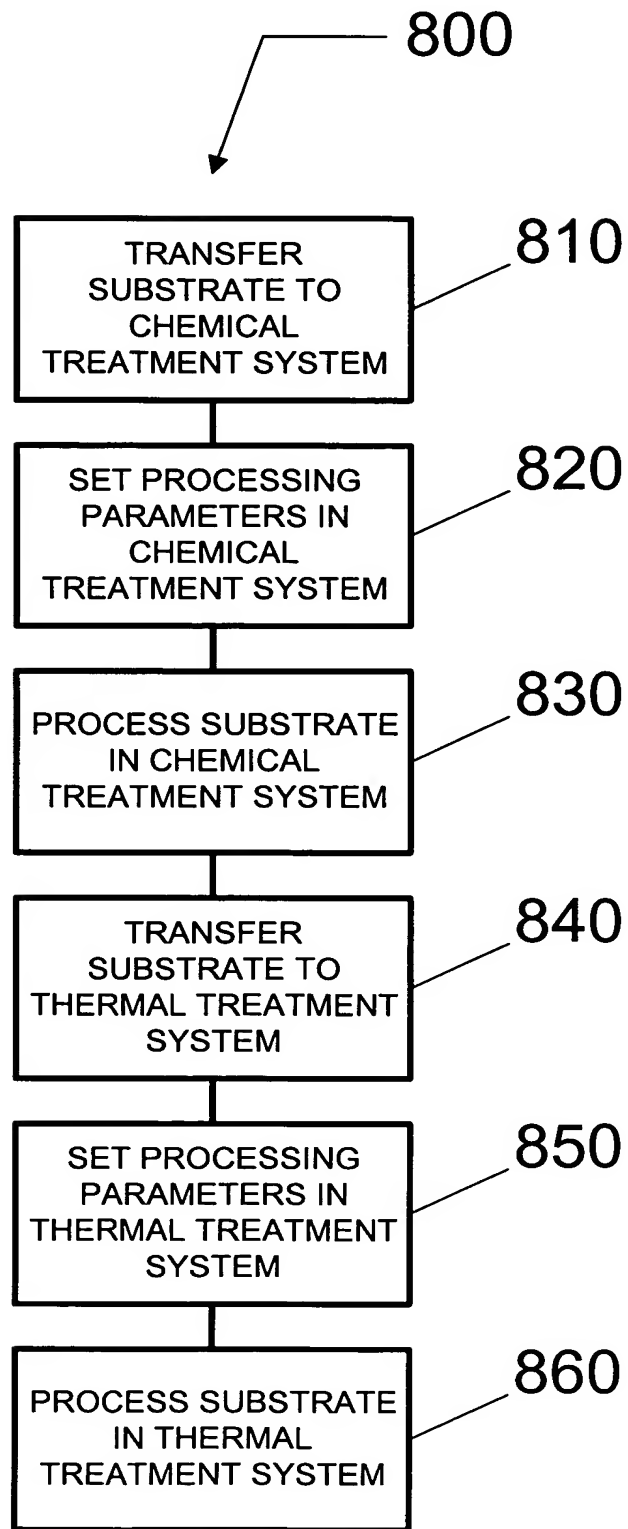 800
TRANSFER
SUBSTRATE TO
CHEMICAL
TREATMENT SYSTEM
810
SET PROCESSING
PARAMETERS IN
CHEMICAL
TREATMENT SYSTEM
820
PROCESS SUBSTRATE
IN CHEMICAL
TREATMENT SYSTEM
830
TRANSFER
SUBSTRATE TO
THERMAL TREATMENT
SYSTEM
840
SET PROCESSING
PARAMETERS IN
THERMAL TREATMENT
SYSTEM
850
PROCESS SUBSTRATE
IN THERMAL
TREATMENT SYSTEM
860